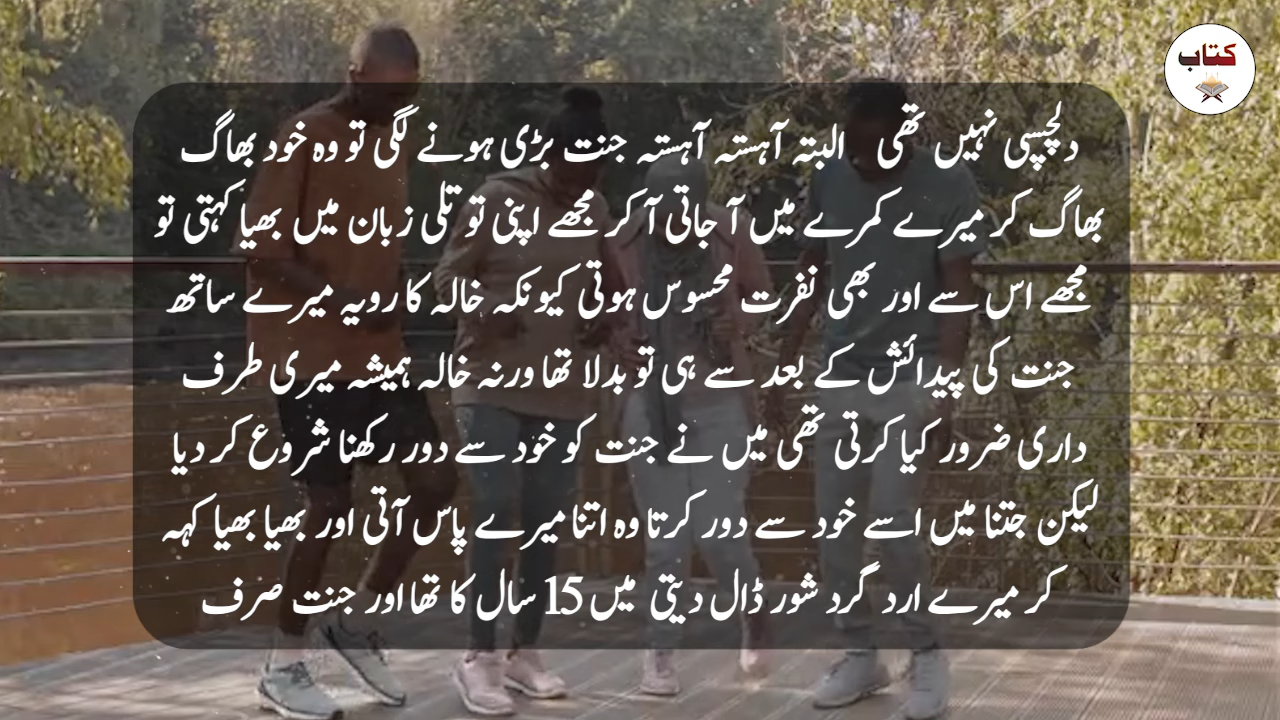 کتاب
دلچسپی نہیں تھی البتہ آہستہ آہستہ جنت بڑی ہونے لگی تو وہ خود بھاگ
بھاگ کر میرے کمرے میں آ جاتی آ کر مجھے اپنی تو تلی زبان میں بھیا کہتی تو
مجھے اس سے اور بھی نفرت محسوس ہوتی کیونکہ خالہ کا رویہ میرے ساتھ
جنت کی پیدائش کے بعد سے ہی تو بدلا تھا ورنہ خالہ ہمیشہ میری طرف
داری ضرور کیا کرتی تھی میں نے جنت کو خود سے دور رکھنا شروع کر دیا
لیکن جتنا میں اسے خود سے دور کرتا وہ اتنا میرے پاس آتی اور بھیا بھیا کہہ
کر میرے ارد گرد شور ڈال دیتی میں 15 سال کا تھا اور جنت صرف